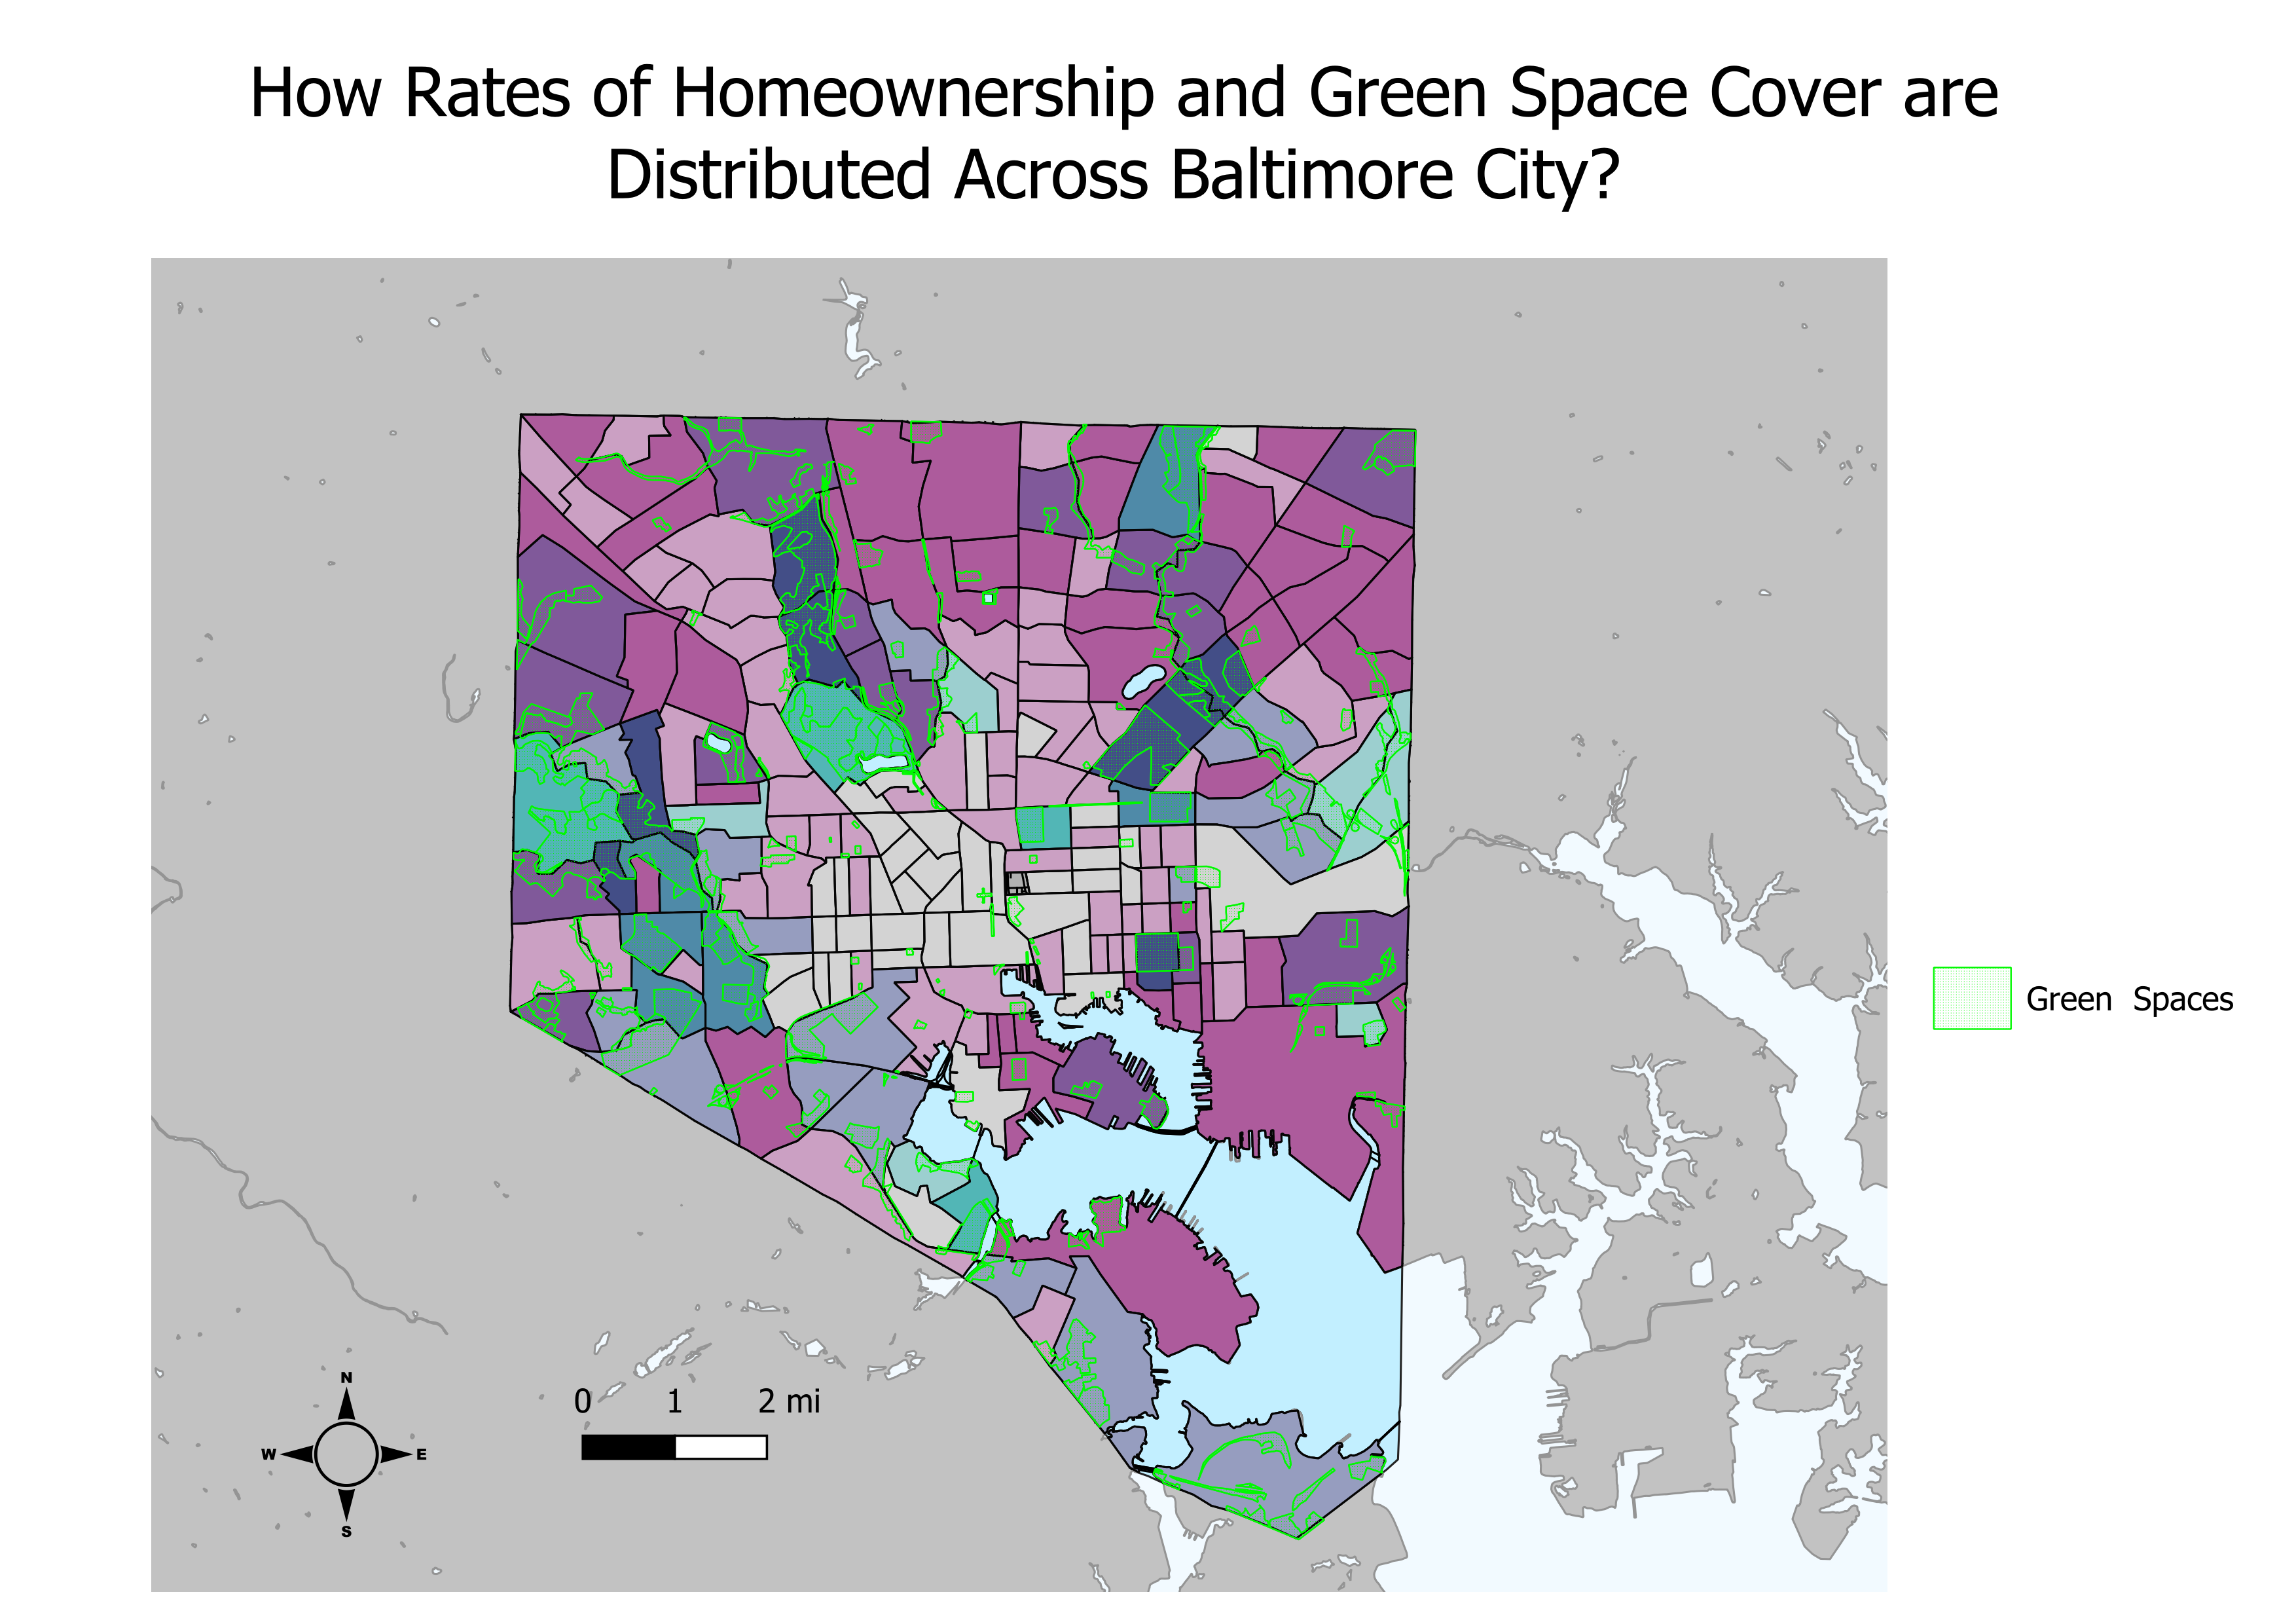 How Rates of Homeownership and Green Space Cover are
Distributed Across Baltimore City?
Green Spaces
N
W E
S
0 1 2 mi